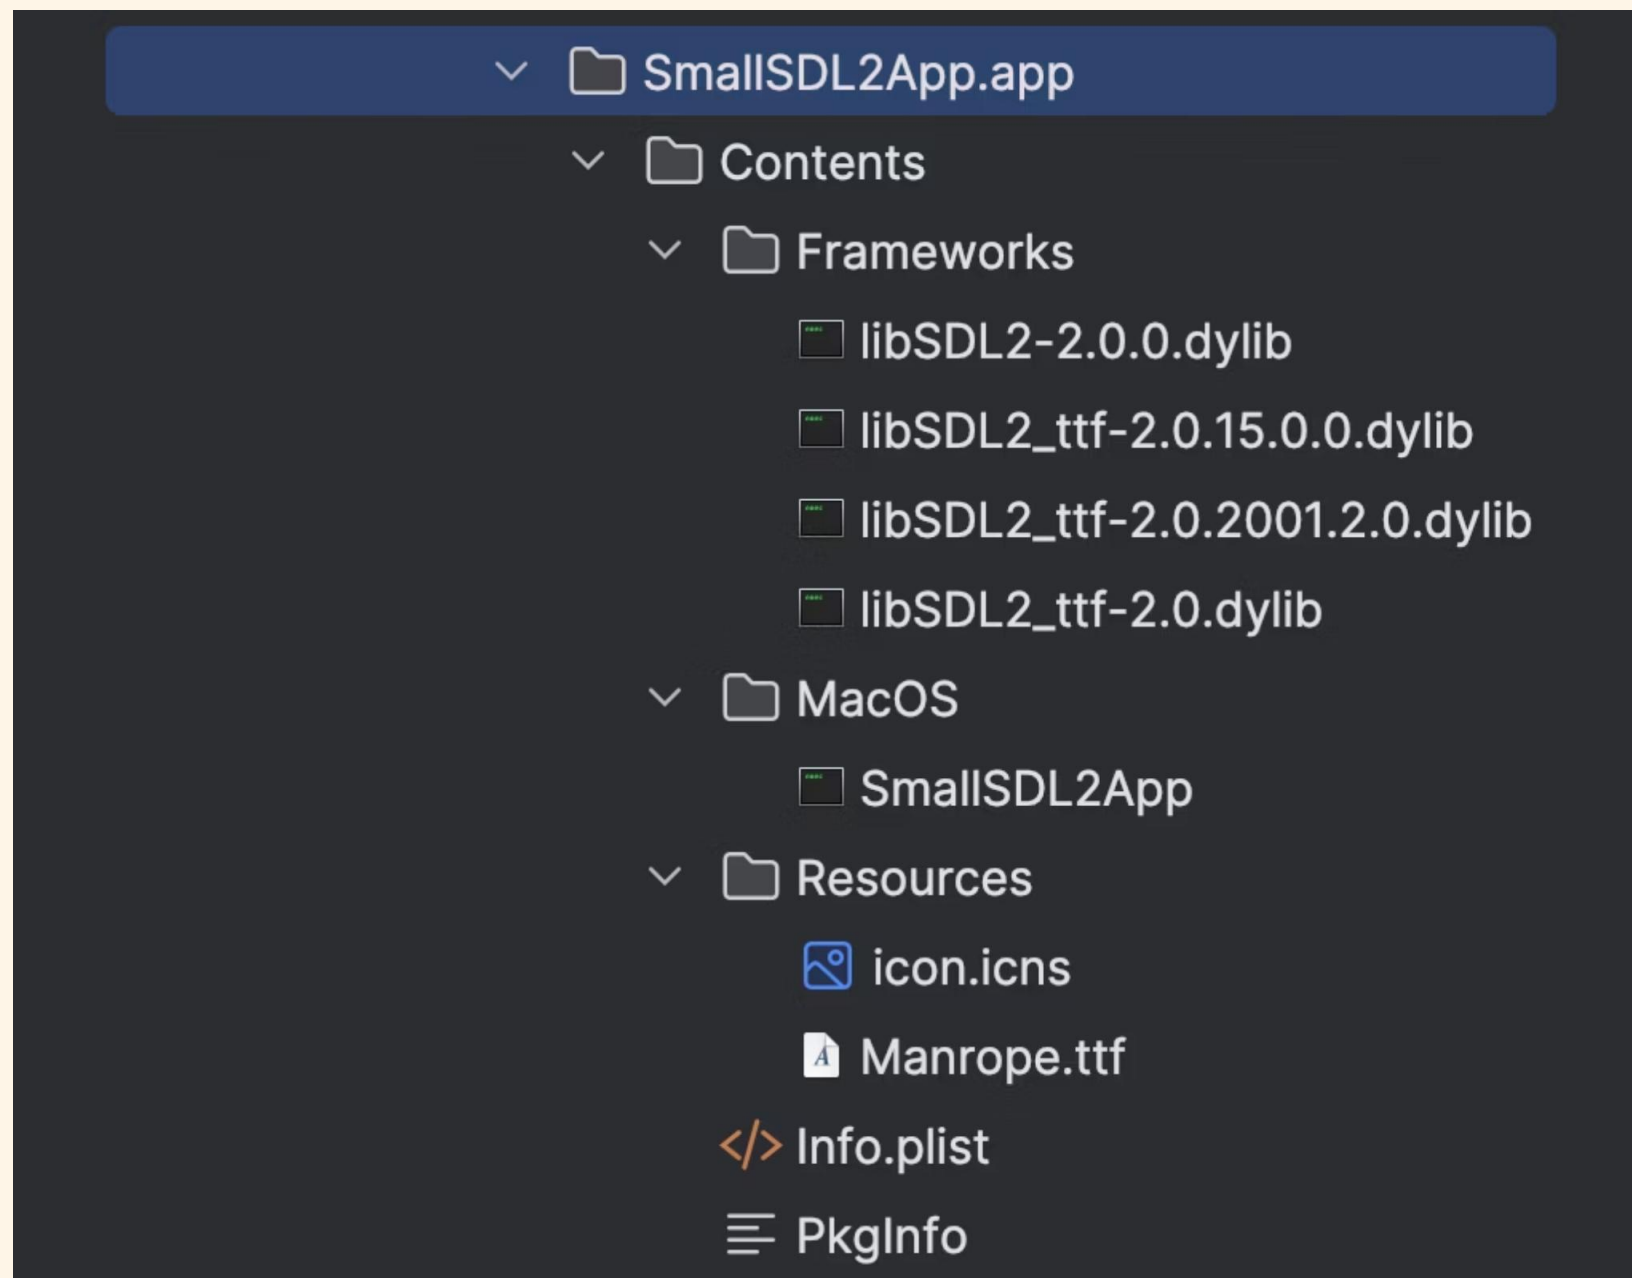 SmallSDL2App.app
Contents
Frameworks
libSDL2-2.0.0.dylib
libSDL2_ttf-2.0.15.0.0.dylib
libSDL2_ttf-2.0.2001.2.0.dylib
libSDL2_ttf-2.0.dylib
MacOS
SmallSDL2App
Resources
icon.icns
Manrope.ttf
Info.plist
PkgInfo